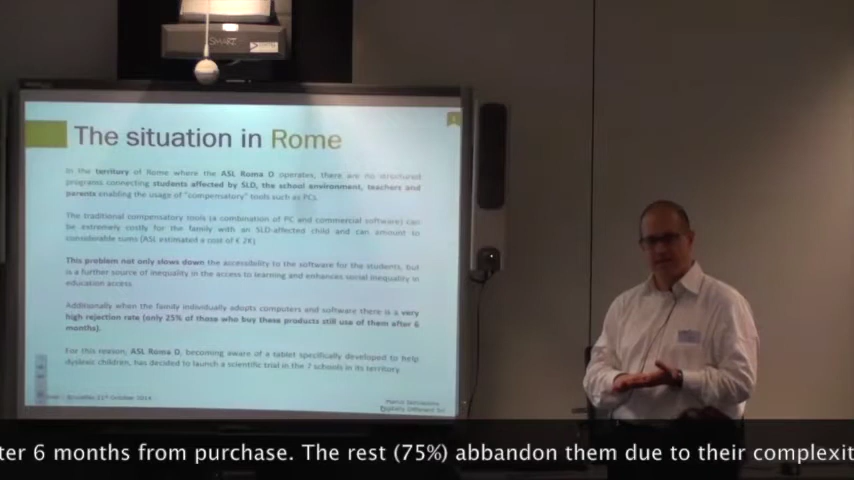 SMART
The situation in Rome
In the territory of Rome where the ASL Roma D operates, there are no structured
programs connecting students affected by SLD, the school environment, teachers and
parents enabling the usage of "compensatory" tools such as PC).
The traditional compensatory tools (a combination of PC and commercial software) can
be extremely costly for the family with an SLD-affected child and can amount to
considerable sums (ASL estimated a cost of € 2K)
This problem not only slows down the accessibility to the software for the students, but
is a further source of inequality in the access to learning and enhances social inequality in
education access.
Additionally when the family individually adopts computers and software there is a very
high rejection rate (only 25% of those who buy these products still use of them after 6
months).
For this reason, ASL Roma D, becoming aware of a tablet specifically developed to help
dyslexic children, has decided to launch a scientific trial in the 7 schools in its territory.
October 2014
Digitally Different Srl
ter 6 months from purchase. The rest (75%) abbandon them due to their complexit